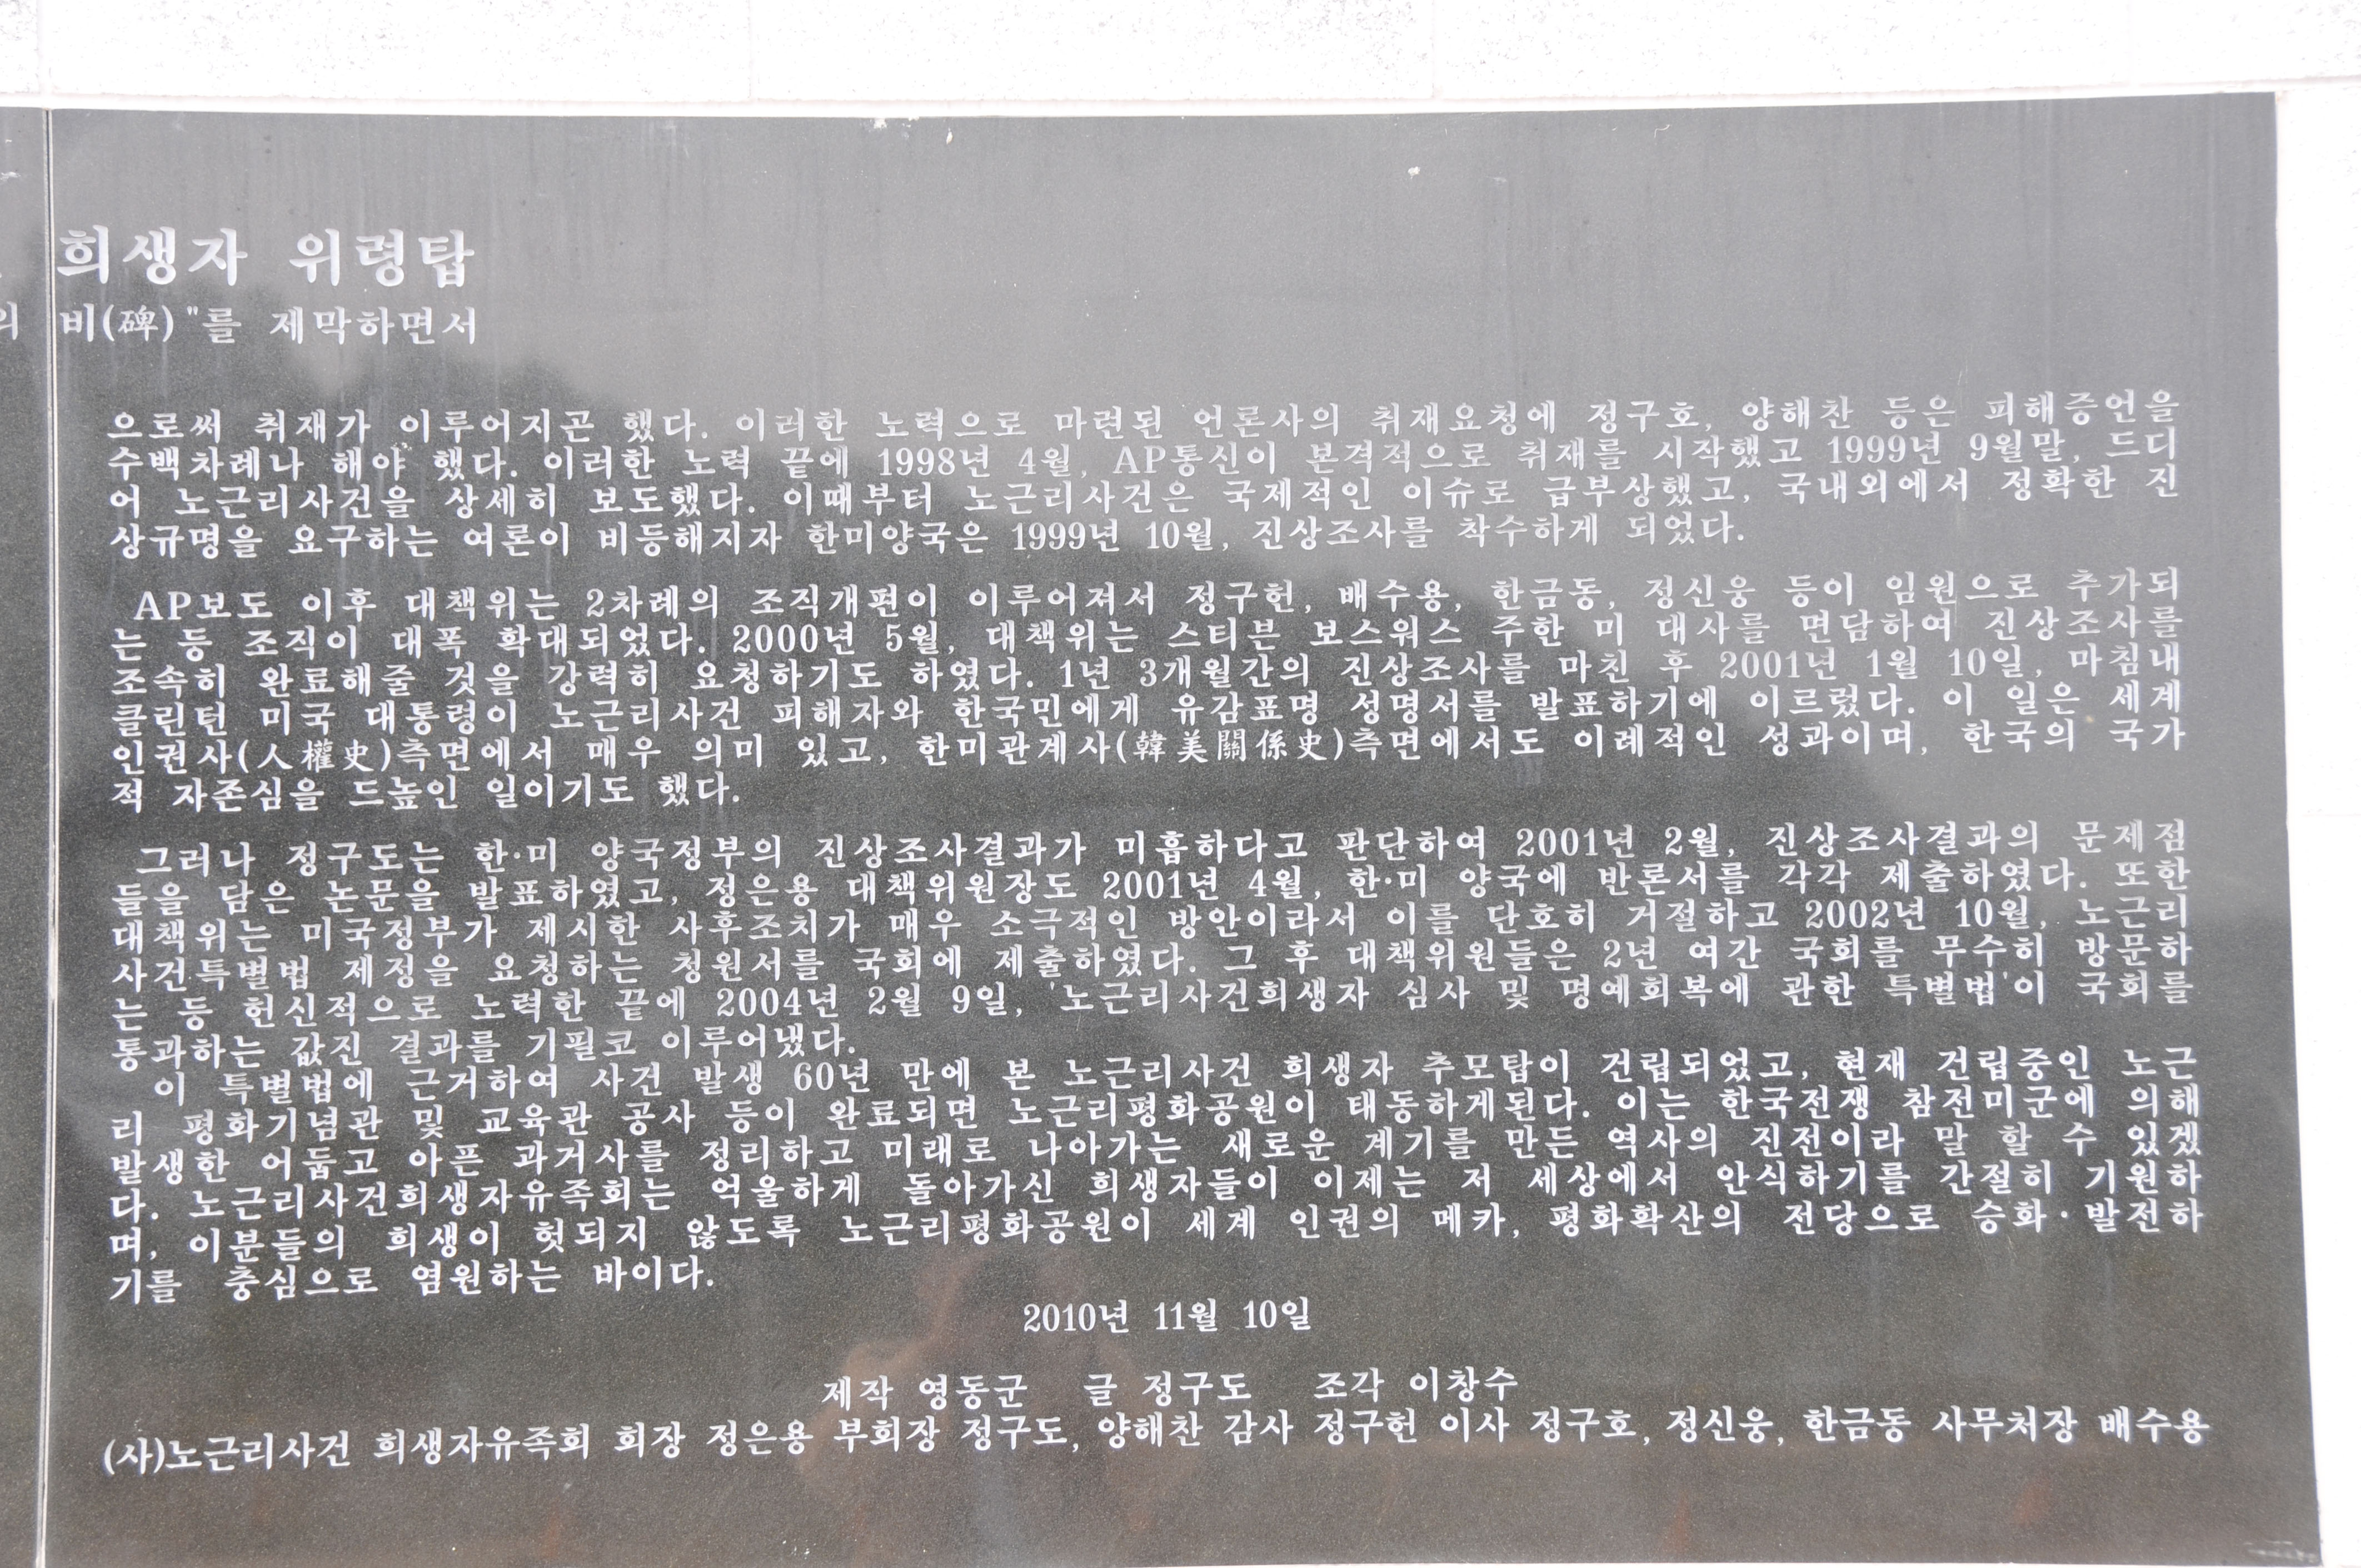 희생자 위령탑
의 비(碑)"를 제막하면서
으로써 취재가 이루어지곤 했다. 이러한 노력으로 마련된 언론사의 취재요청에 정구호, 양해찬 등은 피해증언을
수백차례나 해야 했다. 이러한 노력 끝에 1998년 4월, AP통신이 본격적으로 취재를 시작했고 1999년 9월말, 드디
어 노근리사건을 상세히 보도했다. 이때부터 노근리사건은 국제적인 이슈로 급부상했고, 국내외에서 정확한 진
상규명을 요구하는 여론이 비등해지자 한미양국은 1999년 10월, 진상조사를 착수하게 되었다.
AP보도 이후 대책위는 2차례의 조직개편이 이루어져서 정구헌, 배수용, 한금동, 정신웅 등이 임원으로 추가되
는 등 조직이 대폭 확대되었다. 2000년 5월, 대책위는 스티븐 보스워스 주한 미 대사를 면담하여 진상조사를
조속히 완료해줄 것을 강력히 요청하기도 하였다. 1년 3개월간의 진상조사를 마친 후 2001년 1월 10일, 마침내
클린턴 미국 대통령이 노근리사건 피해자와 한국민에게 유감표명 성명서를 발표하기에 이르렀다. 이 일은 세계
인권사(人權史)측면에서 매우 의미 있고, 한미관계사(韓美關係史)측면에서도 이례적인 성과이며, 한국의 국가
적 자존심을 드높인 일이기도 했다.
그러나 정구도는 한·미 양국정부의 진상조사결과가 미흡하다고 판단하여 2001년 2월, 진상조사결과의 문제점
들을 담은 논문을 발표하였고, 정은용 대책위원장도 2001년 4월, 한·미 양국에 반론서를 각각 제출하였다. 또한
대책위는 미국정부가 제시한 사후조치가 매우 소극적인 방안이라서 이를 단호히 거절하고 2002년 10월, 노근리
사건특별법 제정을 요청하는 청원서를 국회에 제출하였다. 그 후 대책위원들은 2년 여간 국회를 무수히 방문하
는 등 헌신적으로 노력한 끝에 2004년 2월 9일, '노근리사건희생자 심사 및 명예회복에 관한 특별법'이 국회를
통과하는 값진 결과를 기필코 이루어냈다.
이 특별법에 근거하여 사건 발생 60년 만에 본 노근리사건 희생자 추모탑이 건립되었고, 현재 건립중인 노근
리 평화기념관 및 교육관 공사 등이 완료되면 노근리평화공원이 태동하게된다. 이는 한국전쟁 참전미군에 의해
발생한 어둡고 아픈 과거사를 정리하고 미래로 나아가는 새로운 계기를 만든 역사의 진전이라 말 할 수 있겠
다. 노근리사건희생자유족회는 억울하게 돌아가신 희생자들이 이제는 저 세상에서 안식하기를 간절히 기원하
며, 이분들의 희생이 헛되지 않도록 노근리평화공원이 세계 인권의 메카, 평화확산의 전당으로 승화·발전하
기를 충심으로 염원하는 바이다.
2010년 11월 10일
제작 영동군 글 정구도 조각 이창수
(사)노근리사건 희생자유족회 회장 정은용 부회장 정구도, 양해찬 감사 정구헌 이사 정구호, 정신웅, 한금동 사무처장 배수용